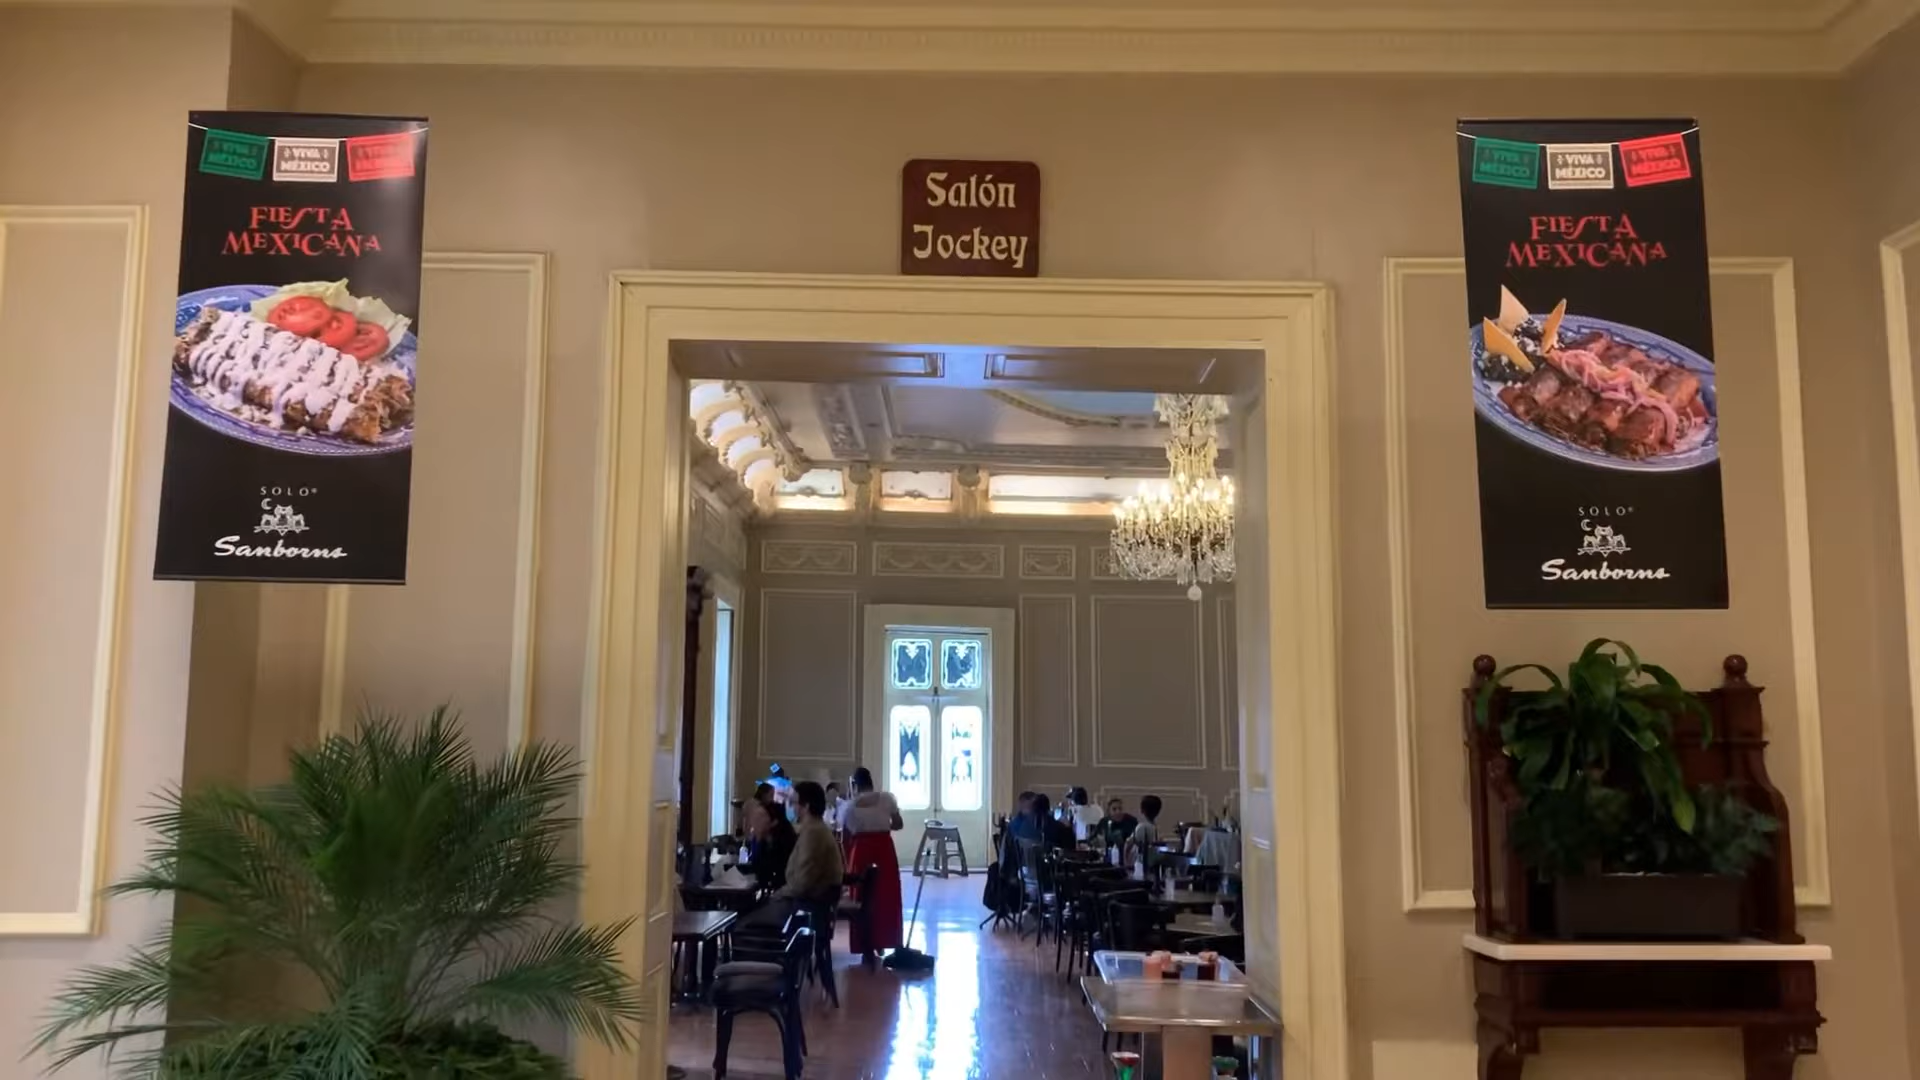 VIVA
MÉXICO
VIVA
MÉXICO
FIESTA
MEXICANA
SOLO®
Sanborns
Salón
Jockey
VIVA
MÉXICO
VIVA
MÉXICO
VIVA
MÉXICO
FIESTA
MEXICANA
SOLO®
Sanborns